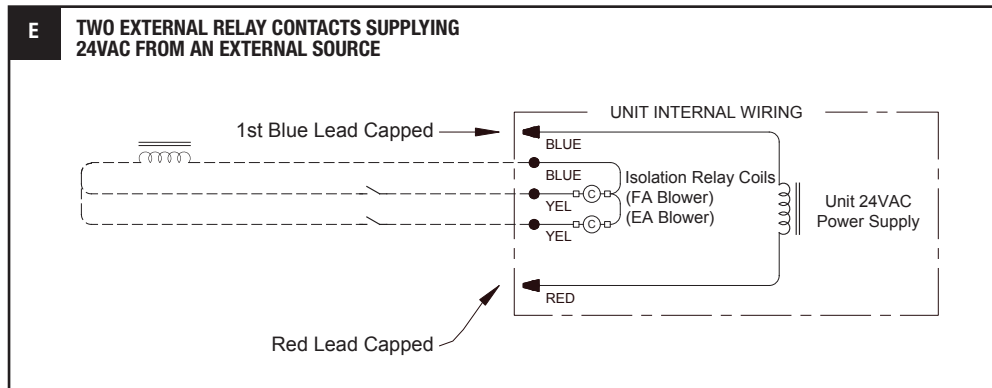 E
TWO EXTERNAL RELAY CONTACTS SUPPLYING
24VAC FROM AN EXTERNAL SOURCE
UNIT INTERNAL WIRING
1st Blue Lead Capped
BLUE
BLUE
Isolation Relay Coils
(FA Blower)
(EA Blower)
C
YEL
C
YEL
Unit 24VAC
Power Supply
RED
Red Lead Capped